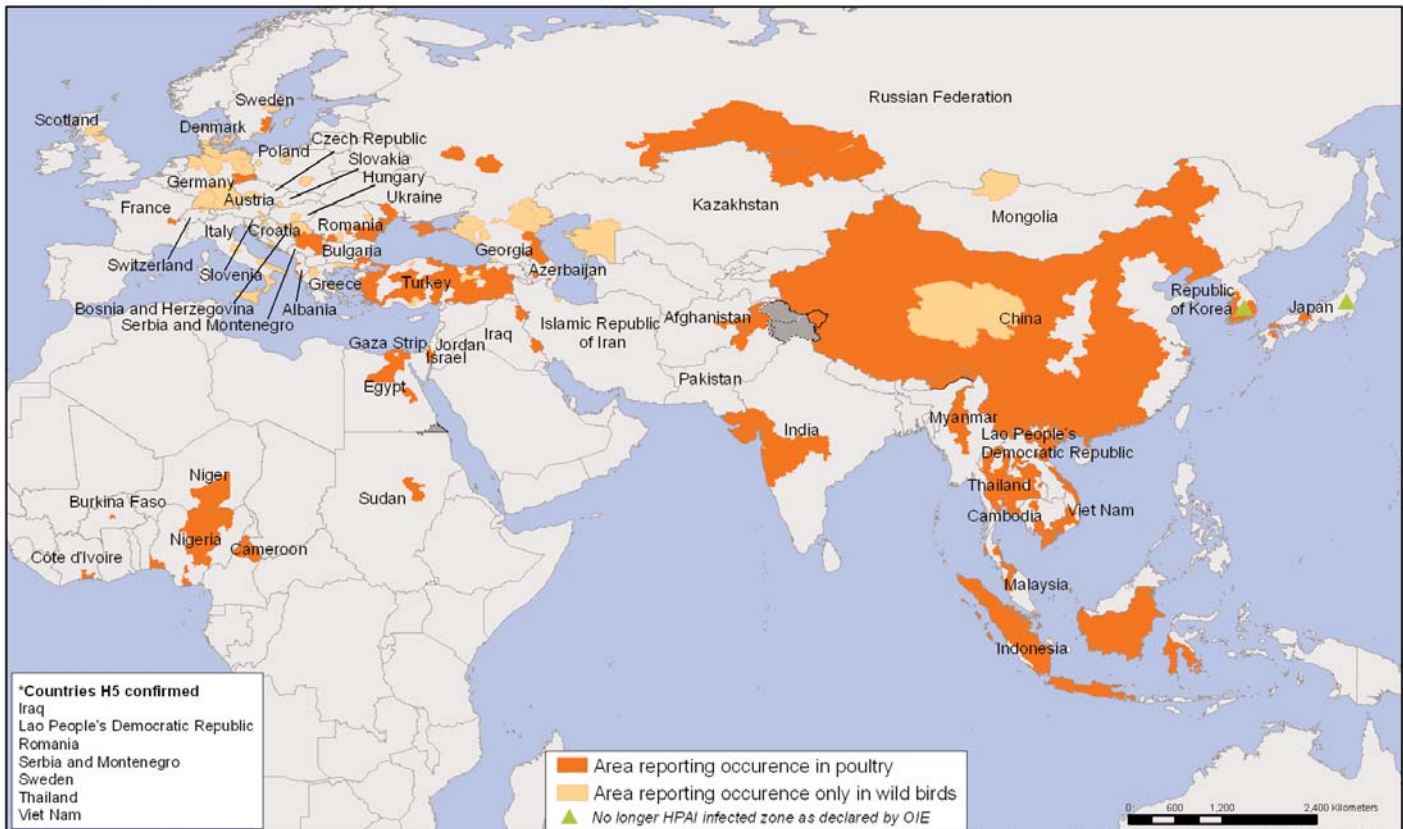 Sweden
Scotland
Denmark
Czech Republic
Poland
Slovakia
Germany
Hungary
Austria
Ukraine
France
Romania
Italy
Croatia
Bulgaria
Switzerland
Slovenia
Greece
Bosnia and Herzegovina
Albania
Serbia and Montenegro
Russian Federation
Kazakhstan
Mongolia
Georgia
Azerbaijan
Turkey
Republic
of Korea
Japan
China
Afghanistan
Iraq
Islamic Republic
of Iran
Gaza Strip
Jordan
Israel
Egypt
Pakistan
India
Myanmar
Lao People's
Democratic Republic
Thailand
Viet Nam
Cambodia
Niger
Burkina Faso
Sudan
Nigeria
Cameroon
Côte d'Ivoire
Malaysia
Indonesia
*Countries H5 confirmed
Iraq
Lao People's Democratic Republic
Romania
Serbia and Montenegro
Sweden
Thailand
Viet Nam
Area reporting occurence in poultry
Area reporting occurence only in wild birds
No longer HPAI infected zone as declared by OIE
0 600 1,200 2,400 Kilometers